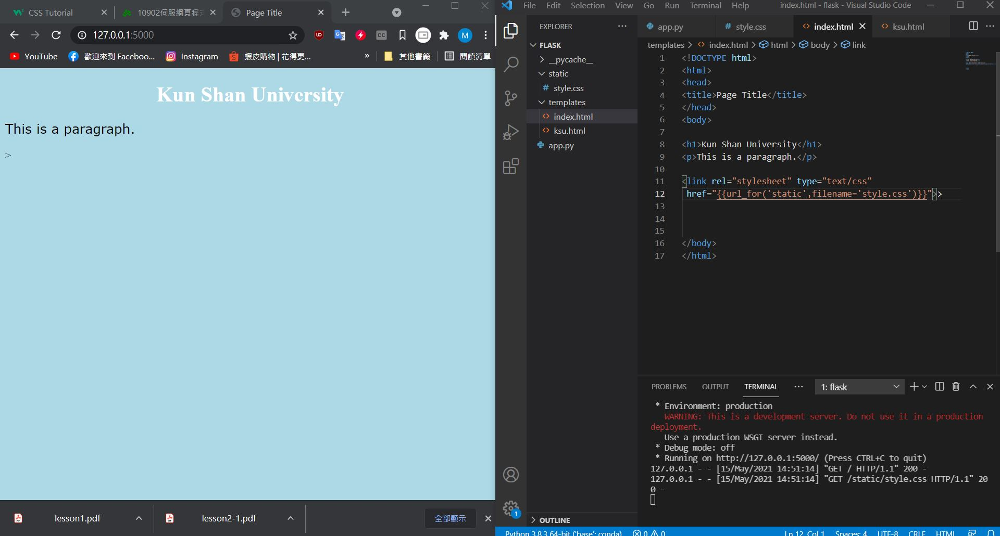 CSS Tutorial
10902伺服網頁程式
Page Title
127.0.0.1:5000
M
YouTube
歡迎來到 Faceboo...
Instagram
蝦皮購物 | 花得更...
»
其他書籤
閱讀清單
Kun Shan University
This is a paragraph.
>
lesson1.pdf
lesson2-1.pdf
全部顯示
File Edit Selection View Go Run Terminal Help
index.html - flask - Visual Studio Code
EXPLORER
FLASK
__pycache__
static
style.css
templates
index.html
ksu.html
app.py
OUTLINE
1
app.py
style.css
index.html
ksu.html
templates > index.html > html > body > link
1 <!DOCTYPE html>
2 <html>
3 <head>
4 <title>Page Title</title>
5 </head>
6 <body>
7
8 <h1>Kun Shan University</h1>
9 <p>This is a paragraph.</p>
10
11 <link rel="stylesheet" type="text/css"
12 href="{{url_for('static',filename='style.css')}}">>
13
14
15
16 </body>
17 </html>
PROBLEMS OUTPUT TERMINAL ··· 1: flask
* Environment: production
WARNING: This is a development server. Do not use it in a production
deployment.
Use a production WSGI server instead.
* Debug mode: off
* Running on http://127.0.0.1:5000/ (Press CTRL+C to quit)
127.0.0.1 - - [15/May/2021 14:51:14] "GET / HTTP/1.1" 200 -
127.0.0.1 - - [15/May/2021 14:51:14] "GET /static/style.css HTTP/1.1" 20
0 -
Python 3.8.3 64-bit ('base': conda) 0 0 Ln 12, Col 1 Spaces: 4 UTF-8 CRLF HTML